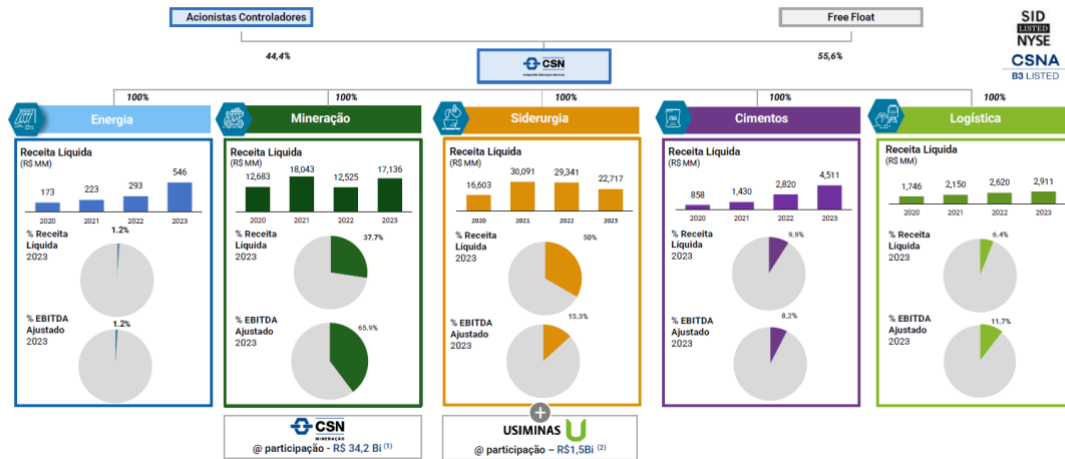 Acionistas Controladores
Free Float
SID
LISTED
NYSE
CSNA
B3 LISTED
44,4%
55,6%
CSN
Companhia Siderúrgica Nacional
100%
100%
100%
100%
100%
Energia
Mineração
Siderurgia
Cimentos
Logística
Receita Líquida
(R$ MM)
173
223
293
546
2020
2021
2022
2023
% Receita
Líquida
2023
1.2%
% EBITDA
Ajustado
2023
1.2%
Receita Líquida
(R$ MM)
12,683
18,043
12,525
17,136
2020
2021
2022
2023
% Receita
Líquida
2023
37.7%
% EBITDA
Ajustado
2023
65.9%
CSN
MINERAÇÃO
@ participação - R$ 34,2 Bi (1)
Receita Líquida
(R$ MM)
16,603
30,091
29,341
22,717
2020
2021
2022
2023
% Receita
Líquida
2023
50%
% EBITDA
Ajustado
2023
15.3%
USIMINAS
@ participação – R$1,5Bi (2)
Receita Líquida
(R$ MM)
858
1,430
2,820
4,511
2020
2021
2022
2023
% Receita
Líquida
2023
9.9%
% EBITDA
Ajustado
2023
8.2%
Receita Líquida
(R$ MM)
1,746
2,150
2,620
2,911
2020
2021
2022
2023
% Receita
Líquida
2023
6.4%
% EBITDA
Ajustado
2023
11.7%